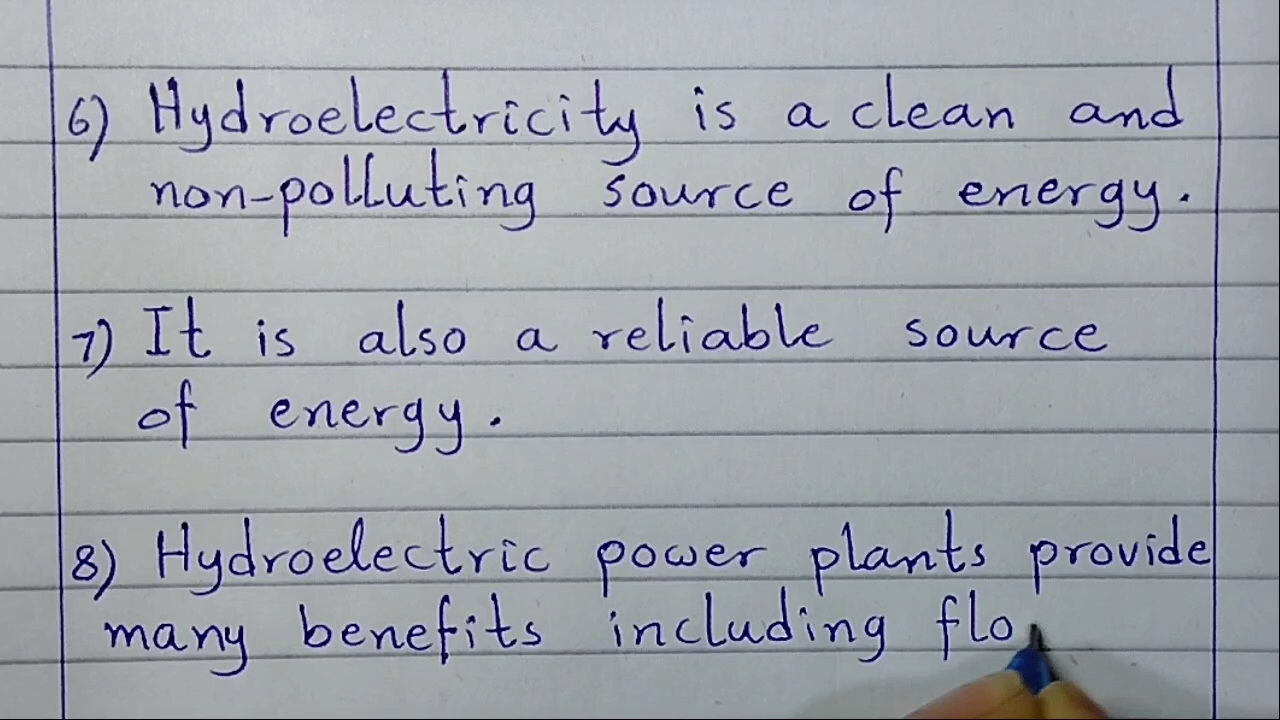 6) Hydroelectricity is a clean and
non-polluting source of energy.
7) It is also a reliable source
of energy.
8) Hydroelectric power plants provide
many benefits including flo